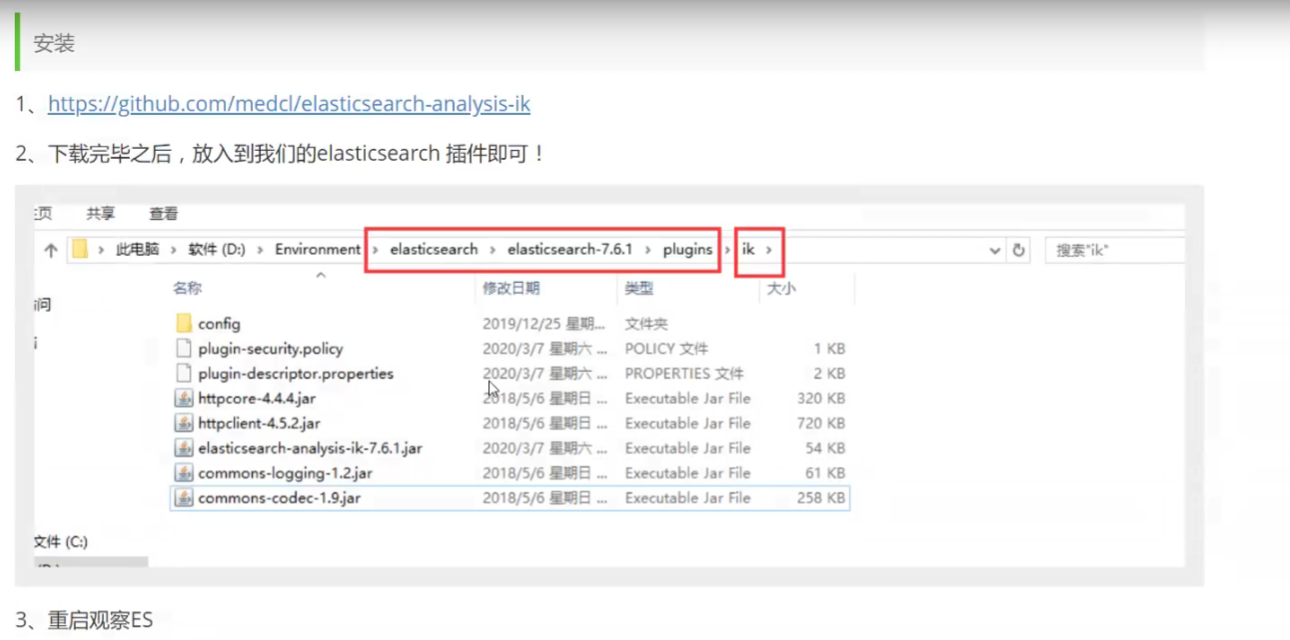 安装
1、https://github.com/medcl/elasticsearch-analysis-ik
2、下载完毕之后，放入到我们的elasticsearch 插件即可！
主页 共享 查看
此电脑 › 软件 (D:) › Environment › elasticsearch › elasticsearch-7.6.1 › plugins › ik › 搜索"ik"
名称 修改日期 类型 大小
config 2019/12/25 星期... 文件夹
plugin-security.policy 2020/3/7 星期六 ... POLICY 文件 1 KB
plugin-descriptor.properties 2020/3/7 星期六 ... PROPERTIES 文件 2 KB
httpcore-4.4.4.jar 2018/5/6 星期日 ... Executable Jar File 320 KB
httpclient-4.5.2.jar 2018/5/6 星期日 ... Executable Jar File 720 KB
elasticsearch-analysis-ik-7.6.1.jar 2020/3/7 星期六 ... Executable Jar File 54 KB
commons-logging-1.2.jar 2018/5/6 星期日 ... Executable Jar File 61 KB
commons-codec-1.9.jar 2018/5/6 星期日 ... Executable Jar File 258 KB
文件 (C:)
3、重启观察ES